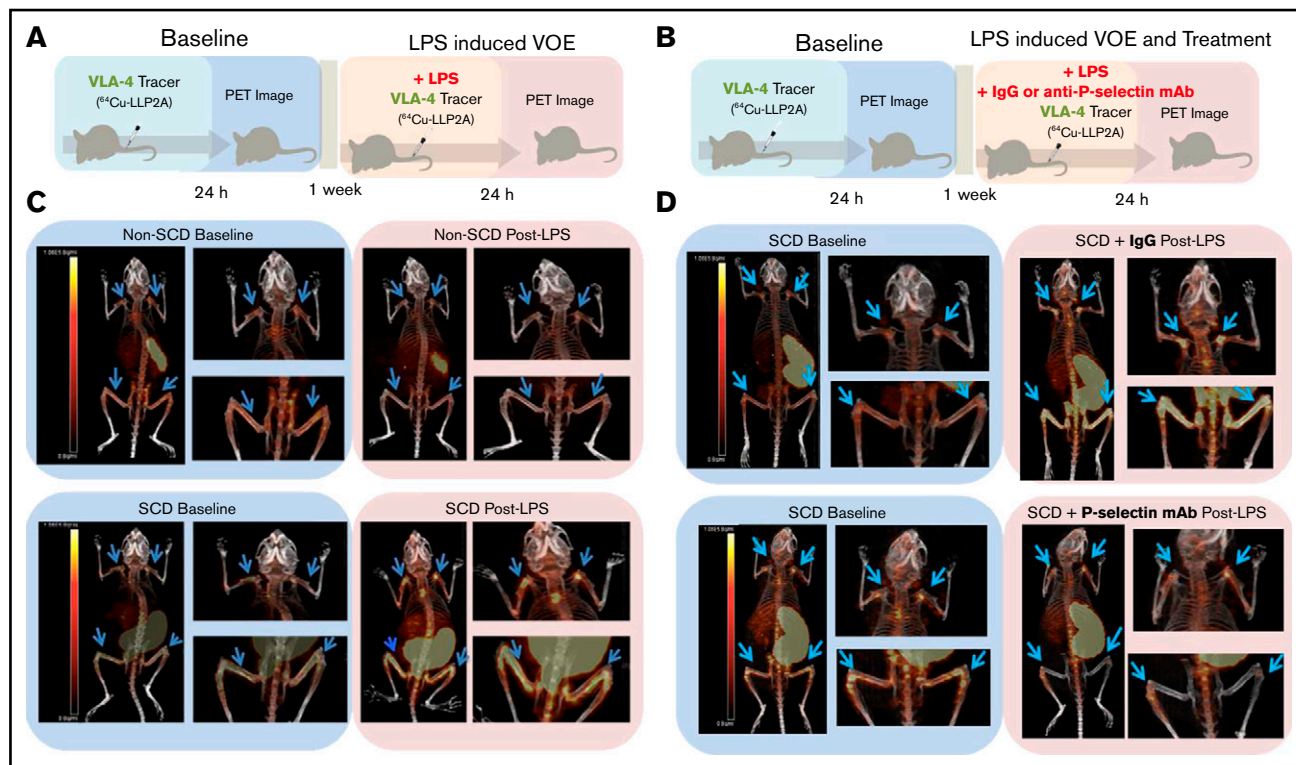 A
Baseline
LPS induced VOE
VLA-4 Tracer
(⁶⁴Cu-LLP2A)
PET Image
+ LPS
VLA-4 Tracer
(⁶⁴Cu-LLP2A)
PET Image
24 h
1 week
24 h
B
Baseline
LPS induced VOE and Treatment
VLA-4 Tracer
(⁶⁴Cu-LLP2A)
PET Image
+ LPS
+ IgG or anti-P-selectin mAb
VLA-4 Tracer
(⁶⁴Cu-LLP2A)
PET Image
24 h
1 week
24 h
C
Non-SCD Baseline
Non-SCD Post-LPS
SCD Baseline
SCD Post-LPS
D
SCD Baseline
SCD + IgG Post-LPS
SCD Baseline
SCD + P-selectin mAb Post-LPS